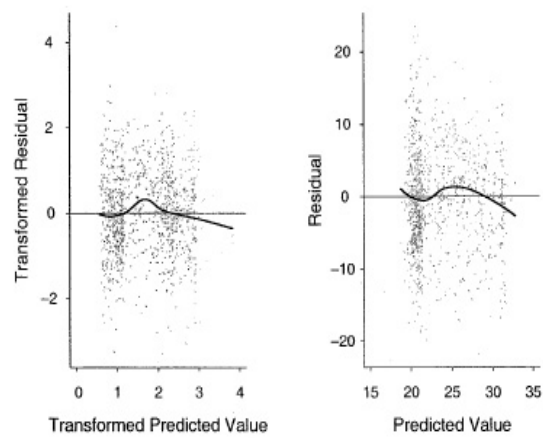 Transformed Residual
4
2
0
−2
0 1 2 3 4
Transformed Predicted Value
Residual
20
10
0
−10
−20
15 20 25 30 35
Predicted Value